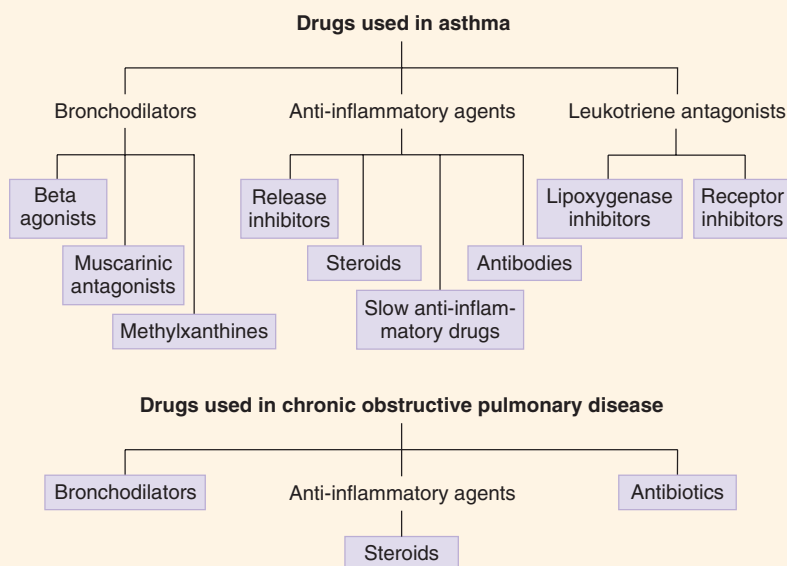 Drugs used in asthma
Bronchodilators
Anti-inflammatory agents
Leukotriene antagonists
Beta
agonists
Muscarinic
antagonists
Methylxanthines
Release
inhibitors
Steroids
Slow anti-inflam-
matory drugs
Antibodies
Lipoxygenase
inhibitors
Receptor
inhibitors
Drugs used in chronic obstructive pulmonary disease
Bronchodilators
Anti-inflammatory agents
Antibiotics
Steroids